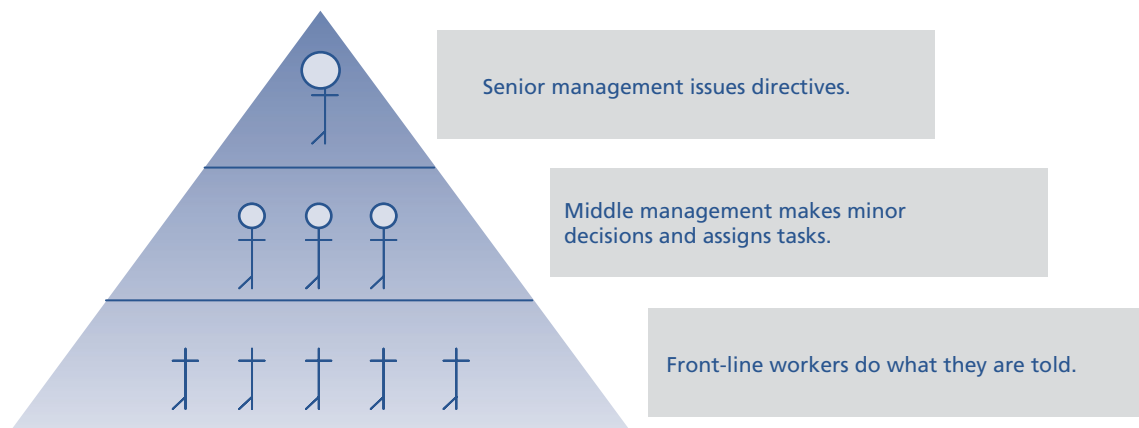 Senior management issues directives.
Middle management makes minor
decisions and assigns tasks.
Front-line workers do what they are told.